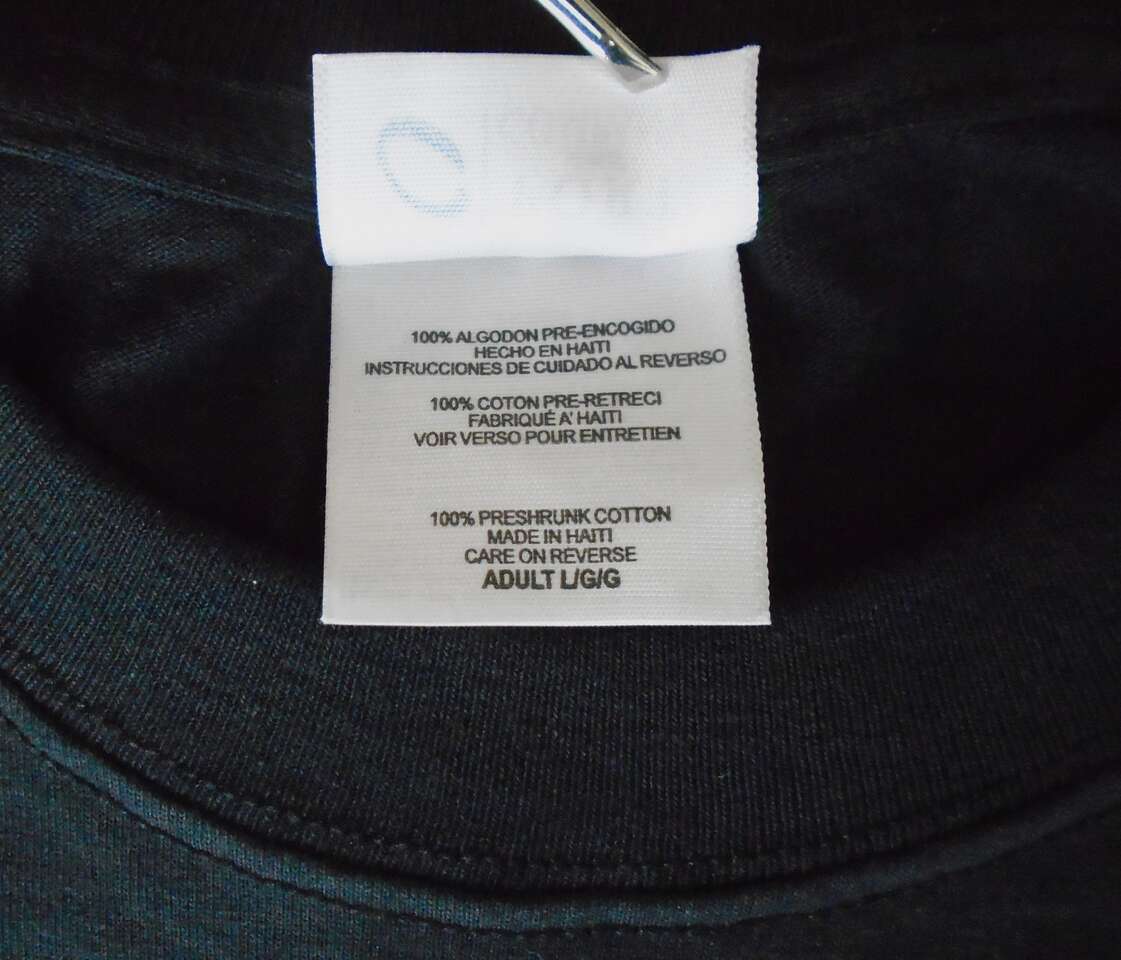 100% ALGODON PRE-ENCOGIDO
HECHO EN HAITI
INSTRUCCIONES DE CUIDADO AL REVERSO
100% COTON PRE-RETRECI
FABRIQUÉ A' HAITI
VOIR VERSO POUR ENTRETIEN
100% PRESHRUNK COTTON
MADE IN HAITI
CARE ON REVERSE
ADULT L/G/G